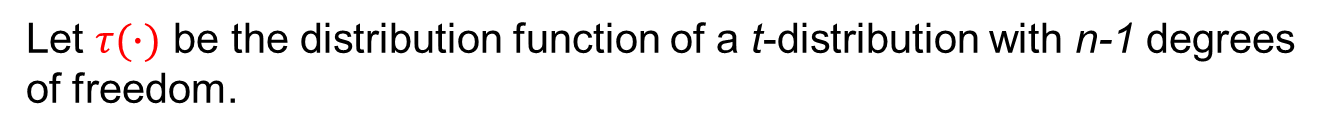 Let τ(·) be the distribution function of a t-distribution with n-1 degrees
of freedom.